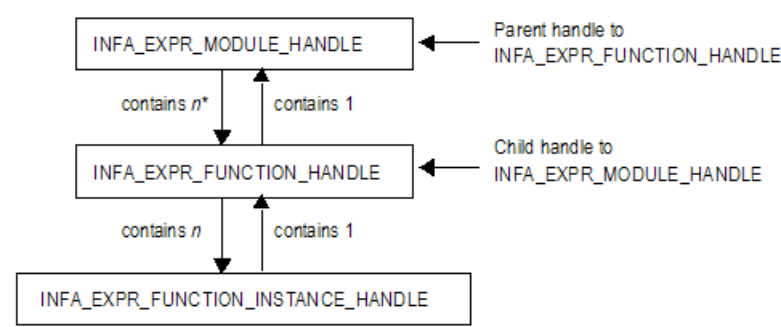 INFA_EXPR_MODULE_HANDLE
Parent handle to
INFA_EXPR_FUNCTION_HANDLE
contains n*
contains 1
INFA_EXPR_FUNCTION_HANDLE
Child handle to
INFA_EXPR_MODULE_HANDLE
contains n
contains 1
INFA_EXPR_FUNCTION_INSTANCE_HANDLE